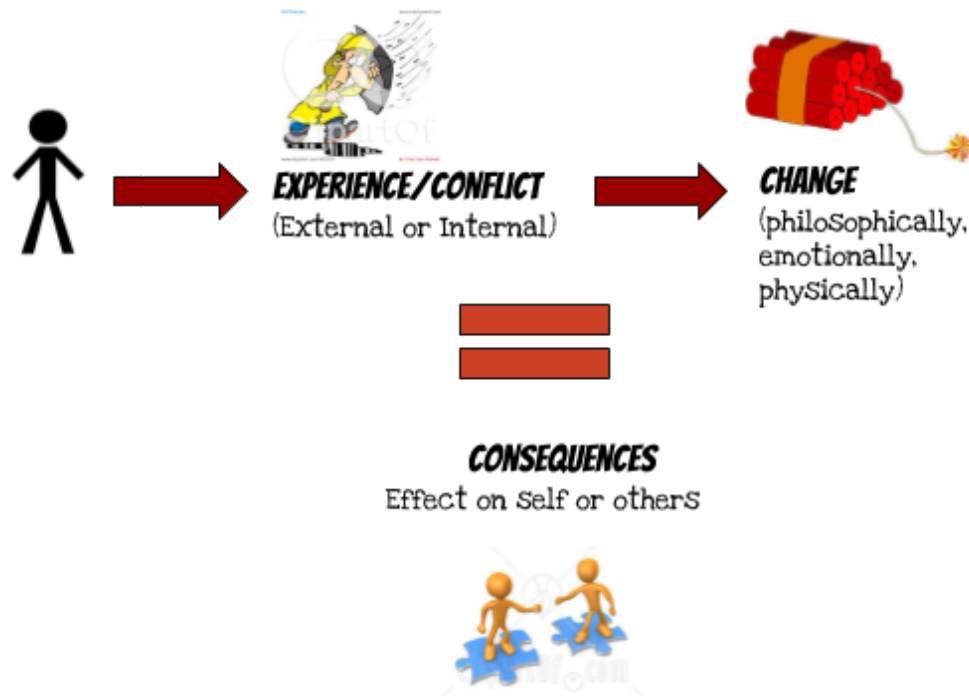 EXPERIENCE/CONFLICT
(External or Internal)
CHANGE
(philosophically,
emotionally,
physically)
CONSEQUENCES
Effect on self or others